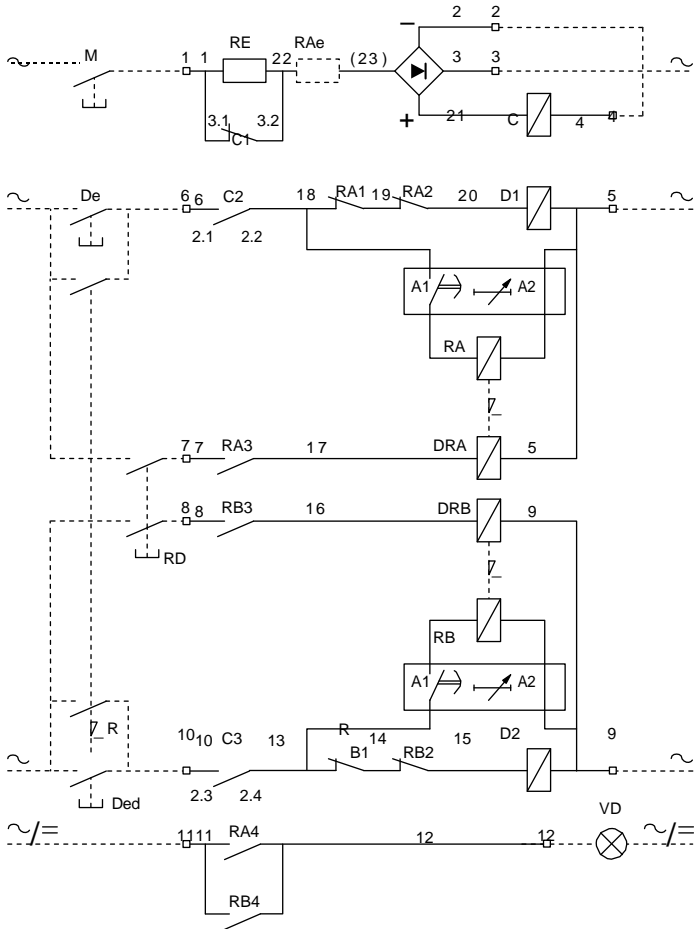 2 2
M 1 1 RE 22 RAe (23) − 3 3
3.1 3.2 + 21 C 4 4
C1
De 6 6 C2 18 RA1 19 RA2 20 D1 5
2.1 2.2
A1 A2
RA
7 7 RA3 17 DRA 5
8 8 RB3 16 DRB 9
RD
RB
A1 A2
R
10 10 C3 13 R 14 15 D2 9
B1 RB2
2.3 2.4
Ded
VD
11 11 RA4 12 12
RB4